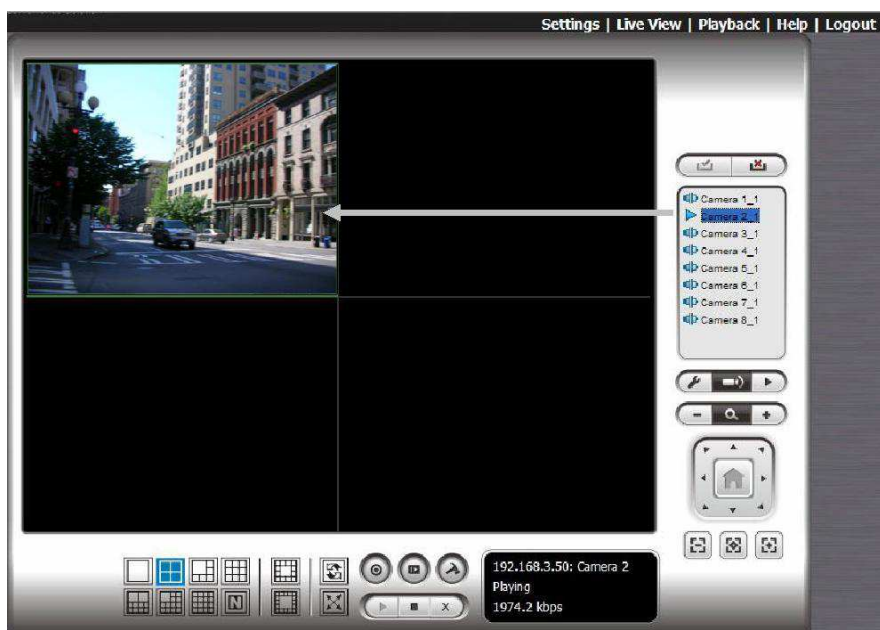 Settings | Live View | Playback | Help | Logout
Camera 1_1
Camera 2_1
Camera 3_1
Camera 4_1
Camera 5_1
Camera 6_1
Camera 7_1
Camera 8_1
N
192.168.3.50: Camera 2
Playing
1974.2 kbps